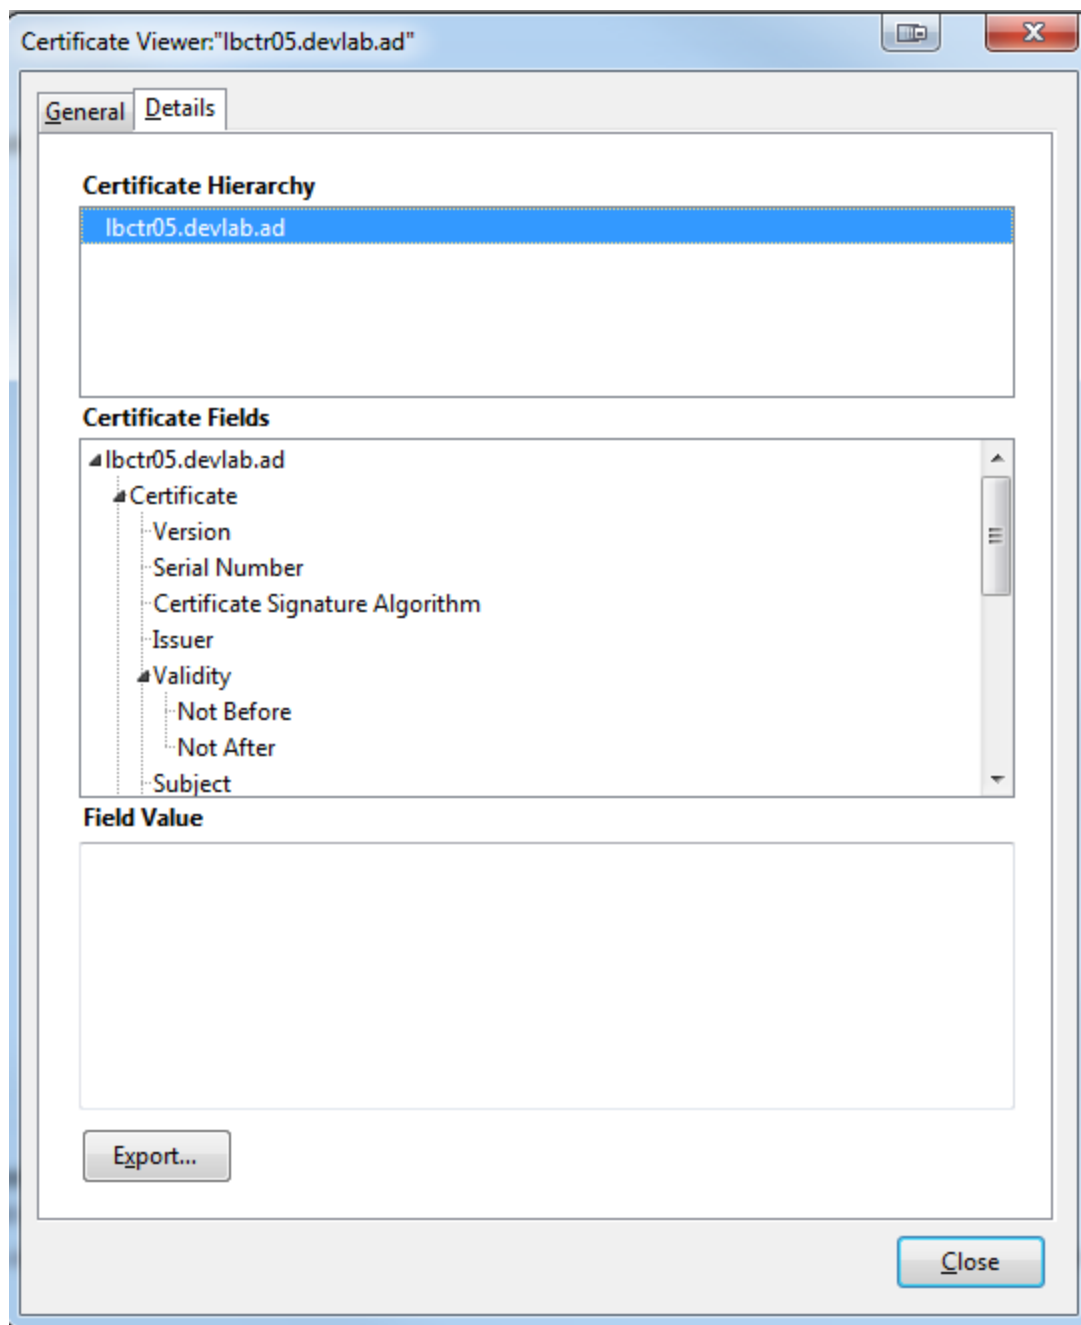 Certificate Viewer:"lbctr05.devlab.ad"
General
Details
Certificate Hierarchy
lbctr05.devlab.ad
Certificate Fields
lbctr05.devlab.ad
Certificate
Version
Serial Number
Certificate Signature Algorithm
Issuer
Validity
Not Before
Not After
Subject
Field Value
Export...
Close